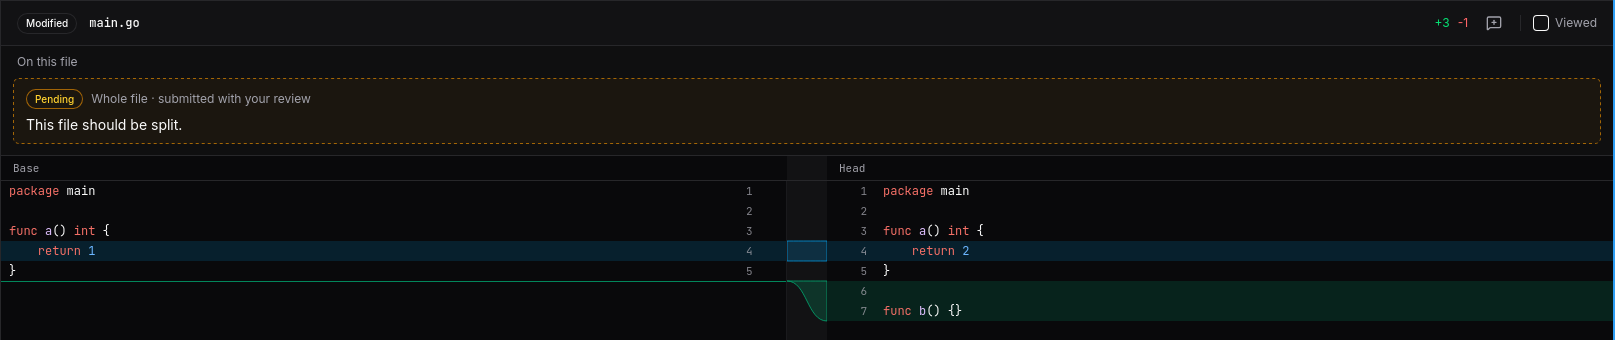 Modified main.go +3 -1 Viewed
On this file
Pending Whole file · submitted with your review
This file should be split.
Base
package main 1
2
func a() int { 3
    return 1 4
} 5
Head
1 package main
2
3 func a() int {
4     return 2
5 }
6
7 func b() {}